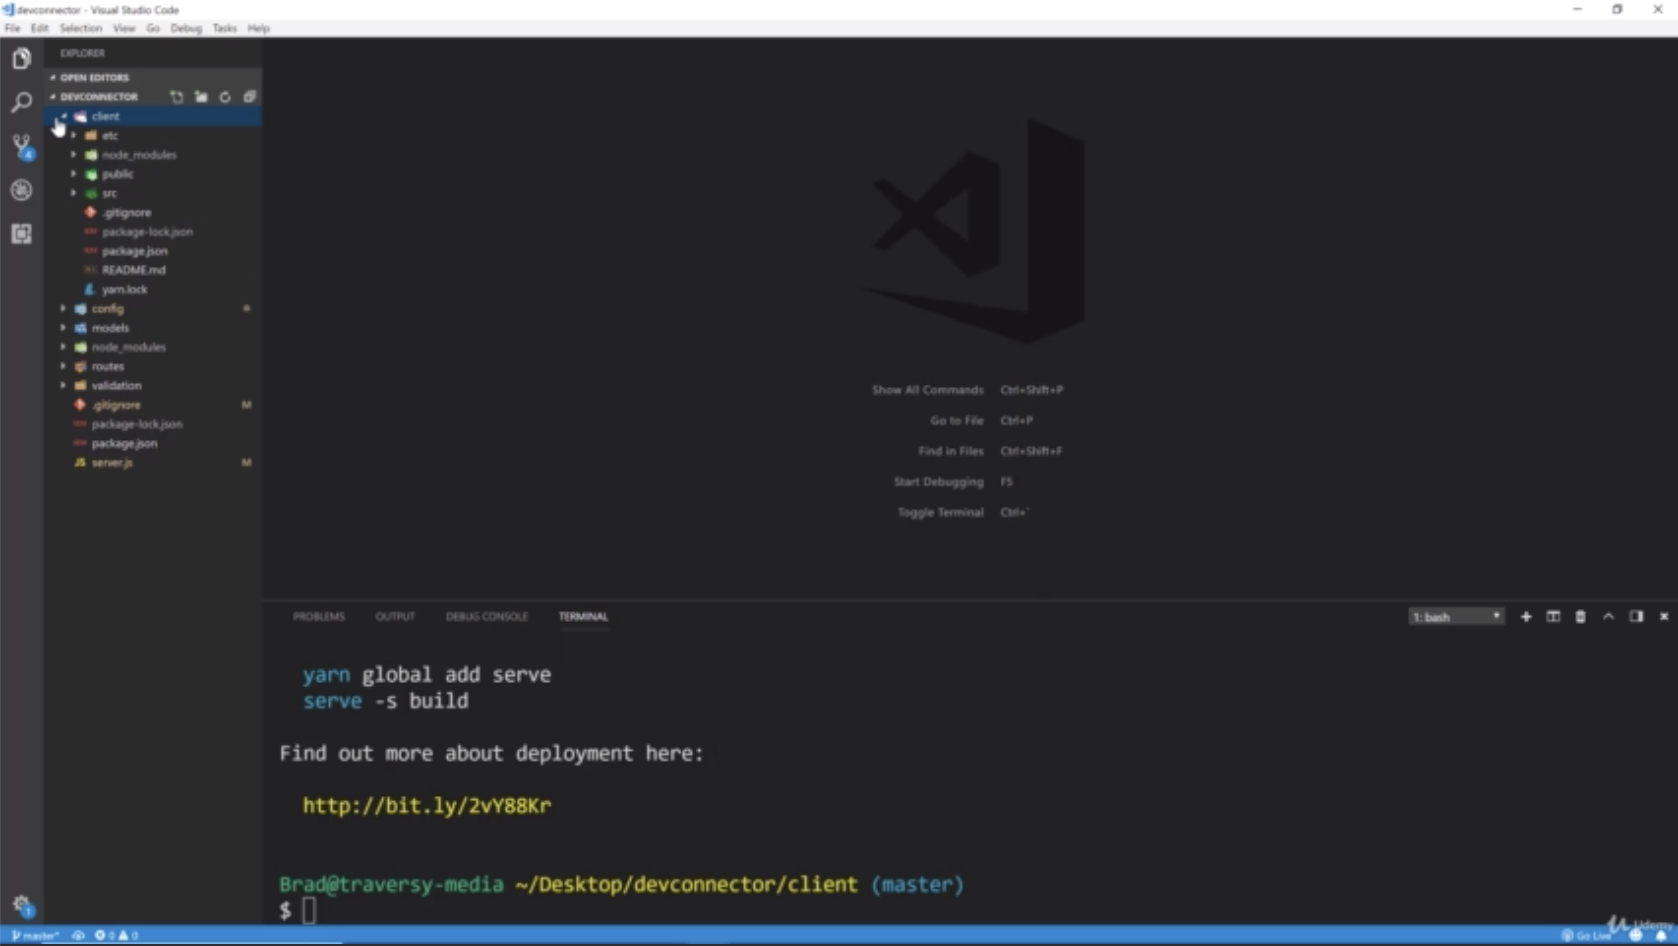 devconnector - Visual Studio Code
File Edit Selection View Go Debug Tasks Help
EXPLORER
OPEN EDITORS
DEVCONNECTOR
client
etc
node_modules
public
src
.gitignore
package-lock.json
package.json
README.md
yarn.lock
config
models
node_modules
routes
validation
.gitignore M
package-lock.json
package.json
JS server.js M
4
Show All Commands Ctrl+Shift+P
Go to File Ctrl+P
Find in Files Ctrl+Shift+F
Start Debugging F5
Toggle Terminal Ctrl+`
PROBLEMS OUTPUT DEBUG CONSOLE TERMINAL 1: bash
yarn global add serve
serve -s build
Find out more about deployment here:
http://bit.ly/2vY88Kr
Brad@traversy-media ~/Desktop/devconnector/client (master)
$
1
master* 0 0 Go Live
Udemy